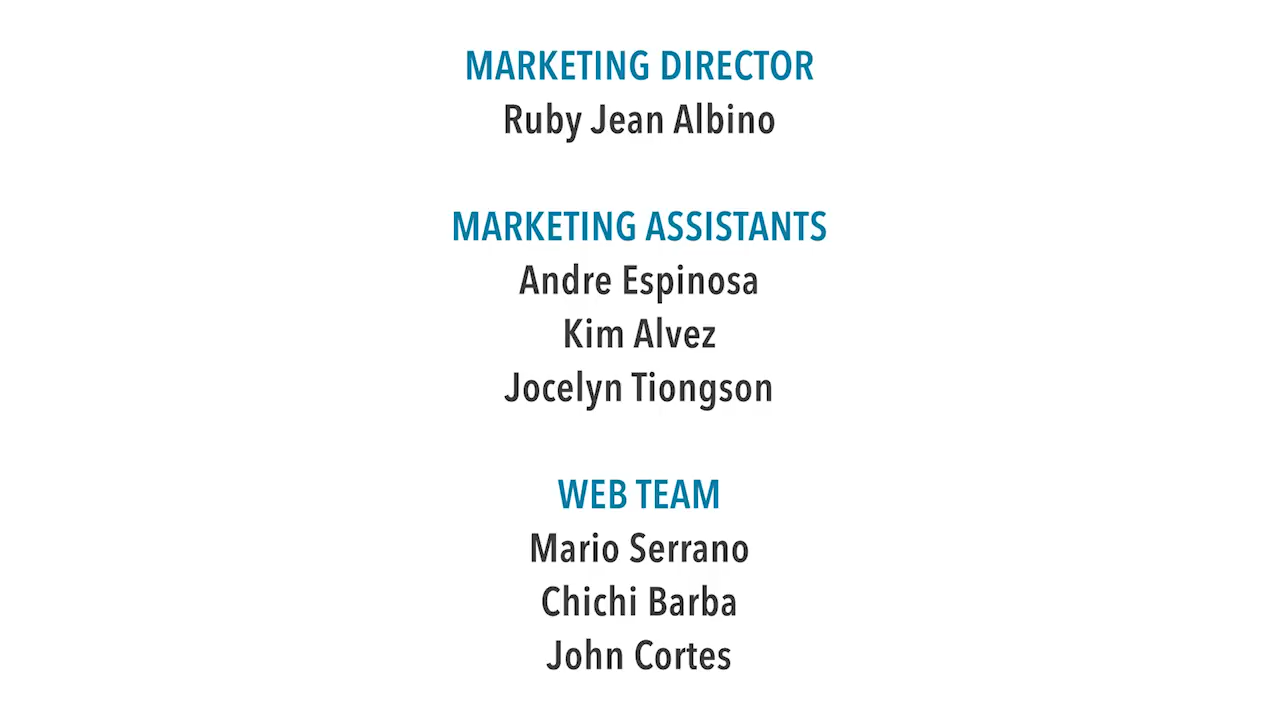 MARKETING DIRECTOR
Ruby Jean Albino
MARKETING ASSISTANTS
Andre Espinosa
Kim Alvez
Jocelyn Tiongson
WEB TEAM
Mario Serrano
Chichi Barba
John Cortes